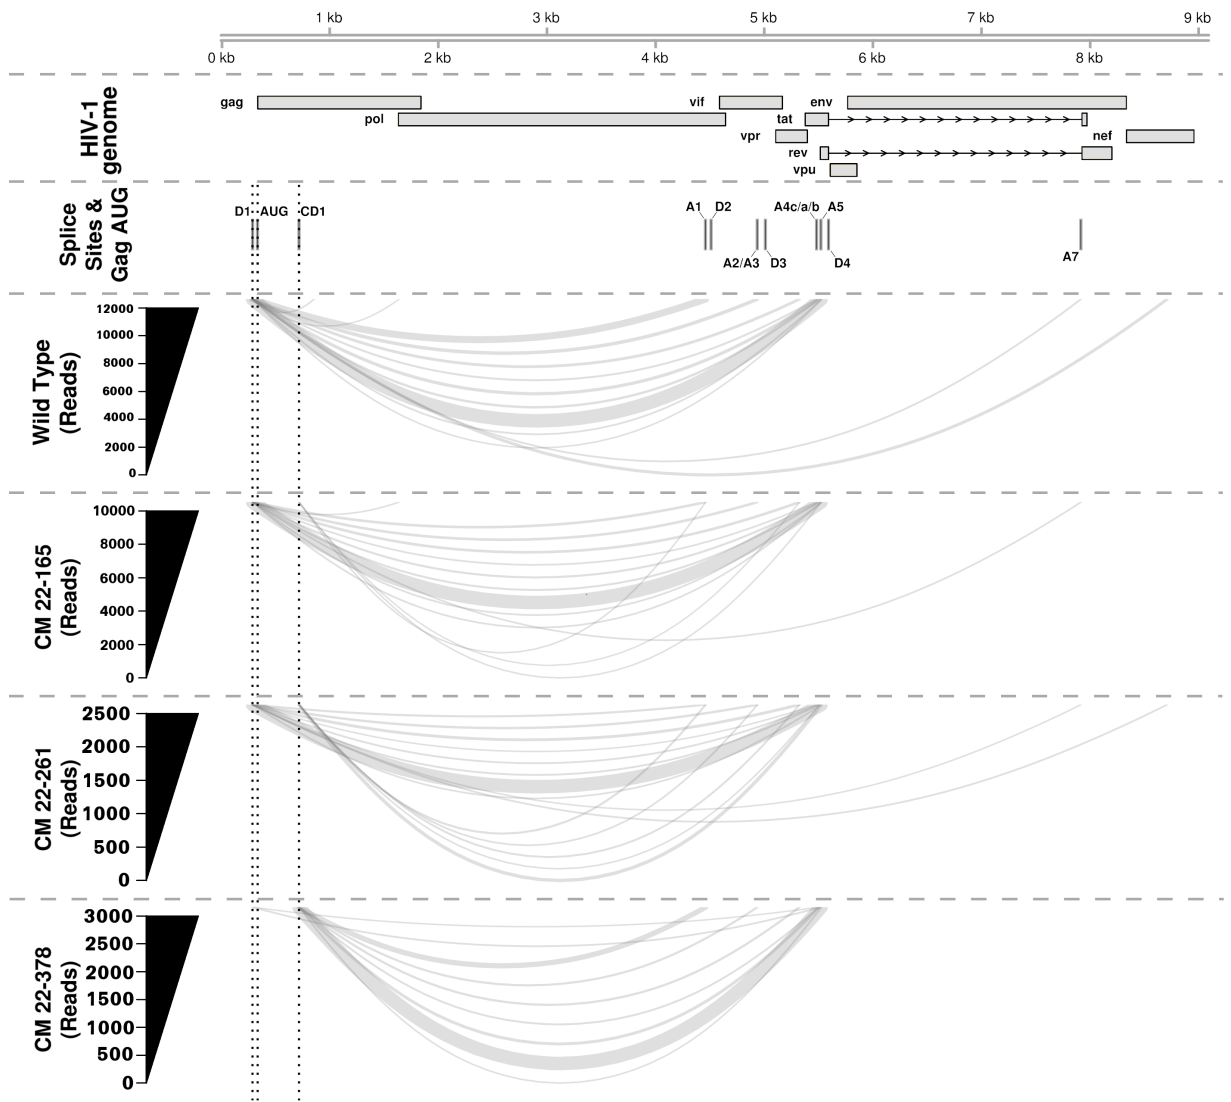 1 kb 3 kb 5 kb 7 kb 9 kb
0 kb 2 kb 4 kb 6 kb 8 kb
HIV-1
genome
gag vif env
pol tat
vpr nef
rev
vpu
Splice
Sites &
Gag AUG
D1 AUG CD1 A1 D2 A4c/a/b A5
A2/A3 D3 D4 A7
Wild Type
(Reads)
12000
10000
8000
6000
4000
2000
0
CM 22-165
(Reads)
10000
8000
6000
4000
2000
0
CM 22-261
(Reads)
2500
2000
1500
1000
500
0
CM 22-378
(Reads)
3000
2500
2000
1500
1000
500
0